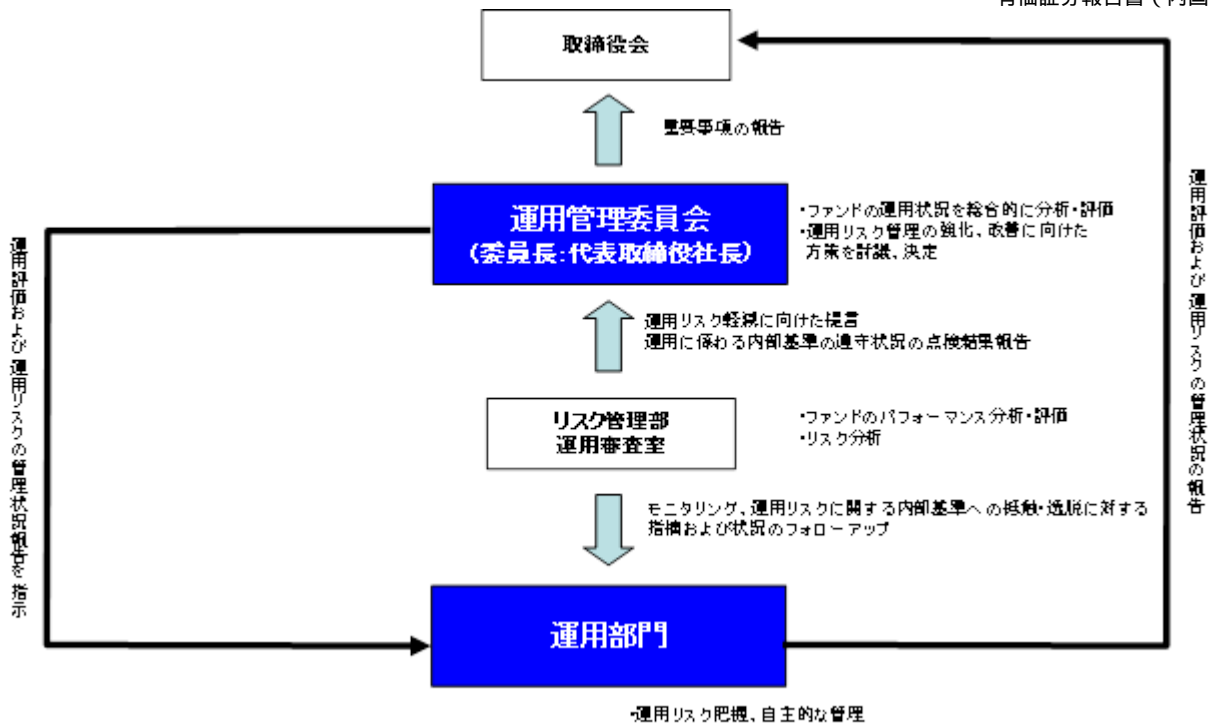 有価証券報告書（内国
取締役会
重要事項の報告
運用管理委員会
(委員長:代表取締役社長)
・ファンドの運用状況を総合的に分析・評価
・運用リスク管理の強化、改善に向けた
方策を討議、決定
運用リスク軽減に向けた提言
運用に係わる内部基準の遵守状況の点検結果報告
リスク管理部
運用審査室
・ファンドのパフォーマンス分析・評価
・リスク分析
モニタリング、運用リスクに関する内部基準への抵触・逸脱に対する
指摘および状況のフォローアップ
運用部門
・運用リスク把握、自主的な管理
運用評価および運用リスクの管理状況報告を指示
運用評価および運用リスクの管理状況の報告